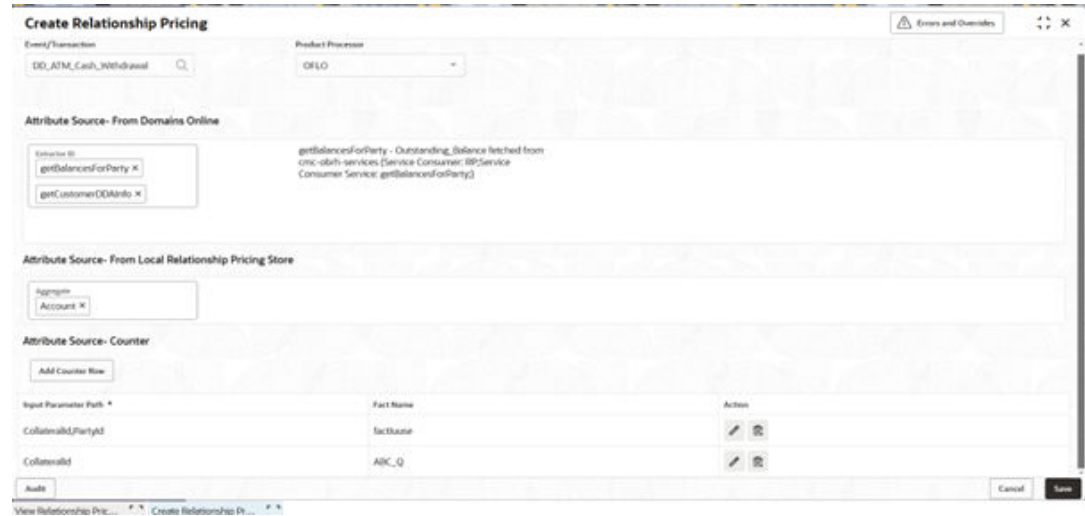 Create Relationship Pricing
Errors and Overrides
Event/Transaction
Product Processor
DD_ATM_Cash_Withdrawal
OFLO
Attribute Source- From Domains Online
Extractor ID
getBalancesForParty ×
getCustomerDDAInfo ×
getBalancesForParty - Outstanding_Balance fetched from
cmc-obrh-services (Service Consumer: RP;Service
Consumer Service: getBalancesForParty;)
Attribute Source- From Local Relationship Pricing Store
Aggregate
Account ×
Attribute Source- Counter
Add Counter Row
Input Parameter Path *
Fact Name
Action
CollateralId,PartyId
CollateralId
ABC_Q
Audit
Cancel
Save
View Relationship Pric...
Create Relationship Pr...